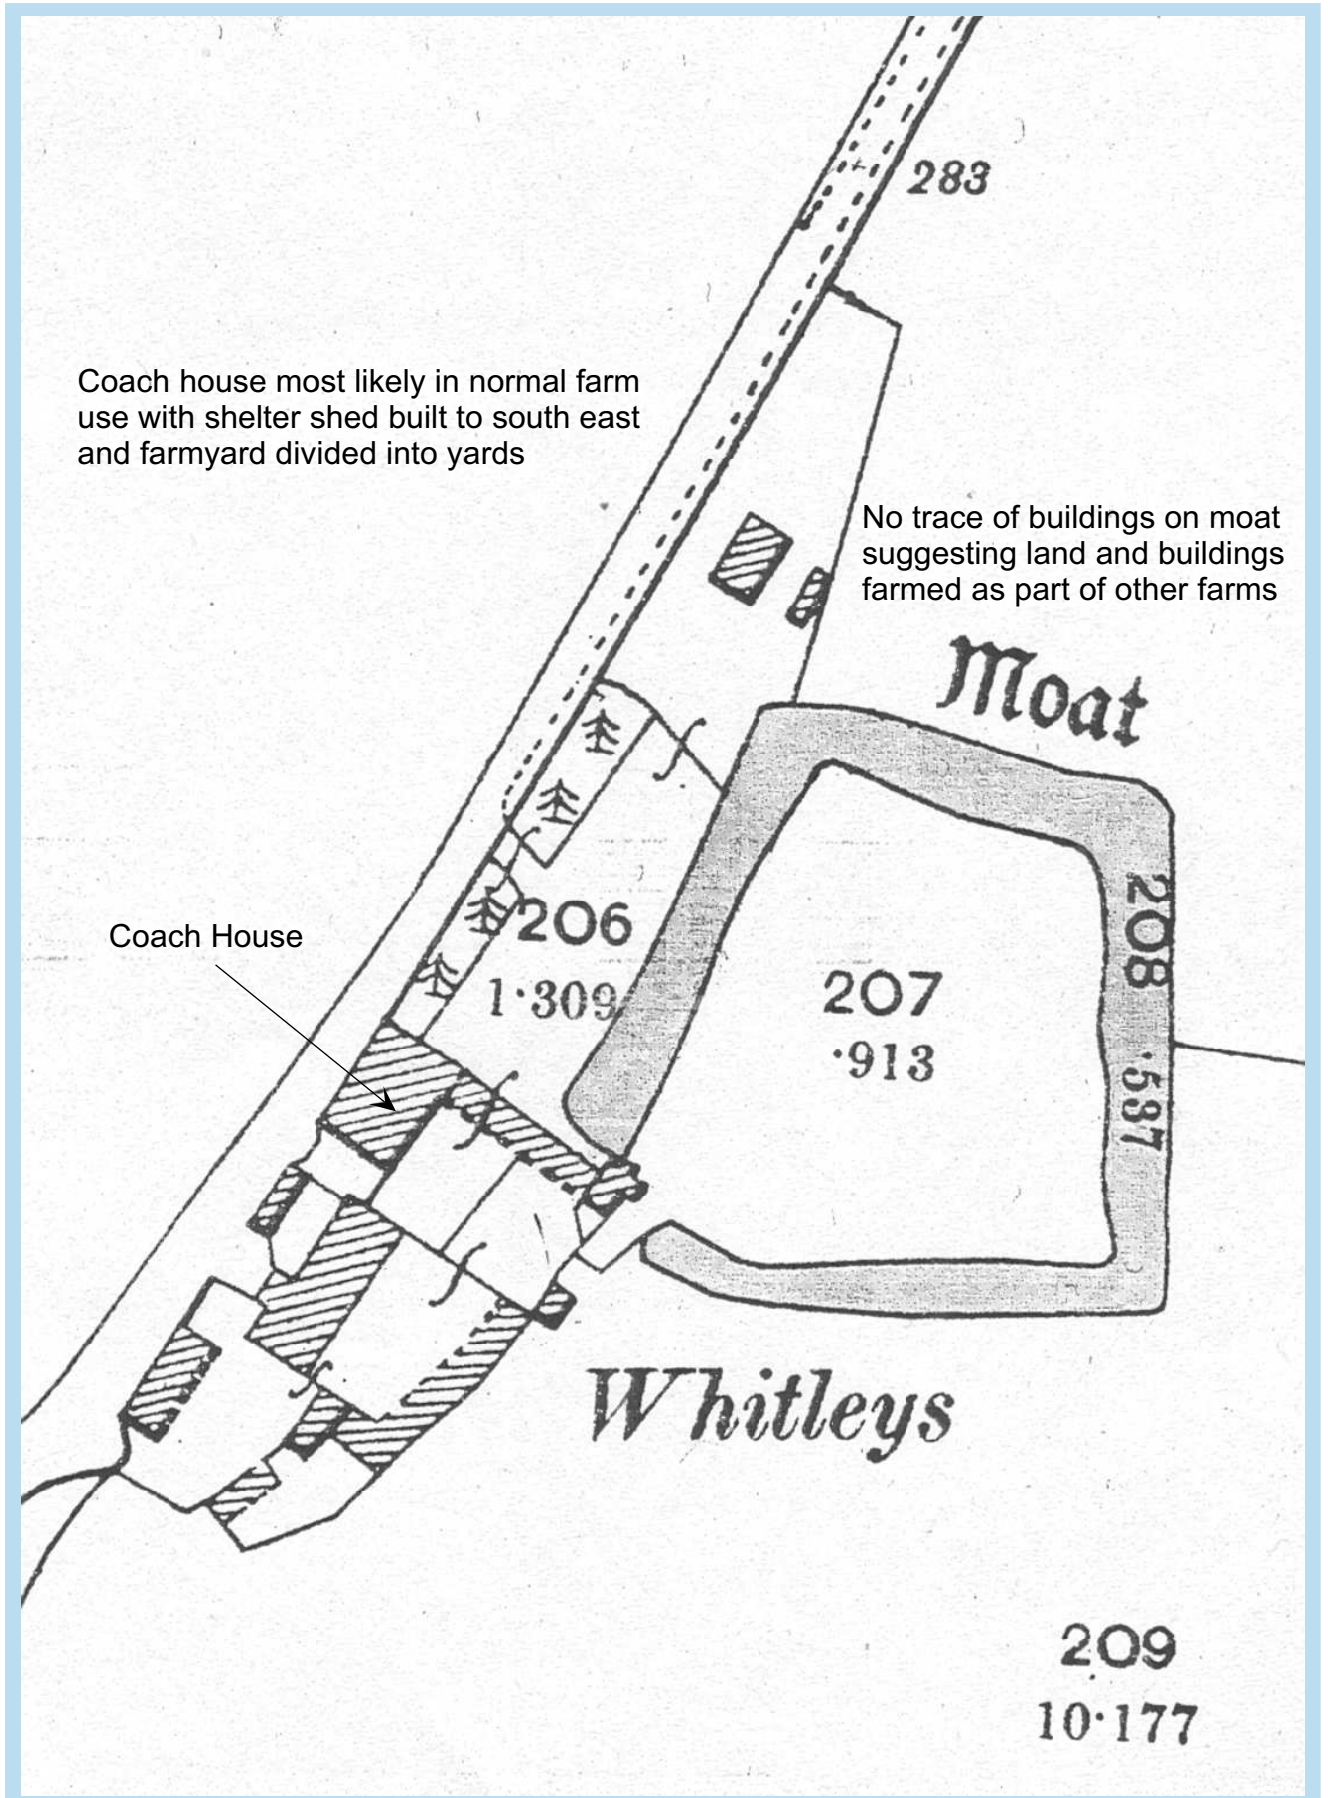 283
Coach house most likely in normal farm
use with shelter shed built to south east
and farmyard divided into yards
No trace of buildings on moat
suggesting land and buildings
farmed as part of other farms
Moat
208
·537
Coach House
206
1·309
207
·913
Whitleys
209
10·177